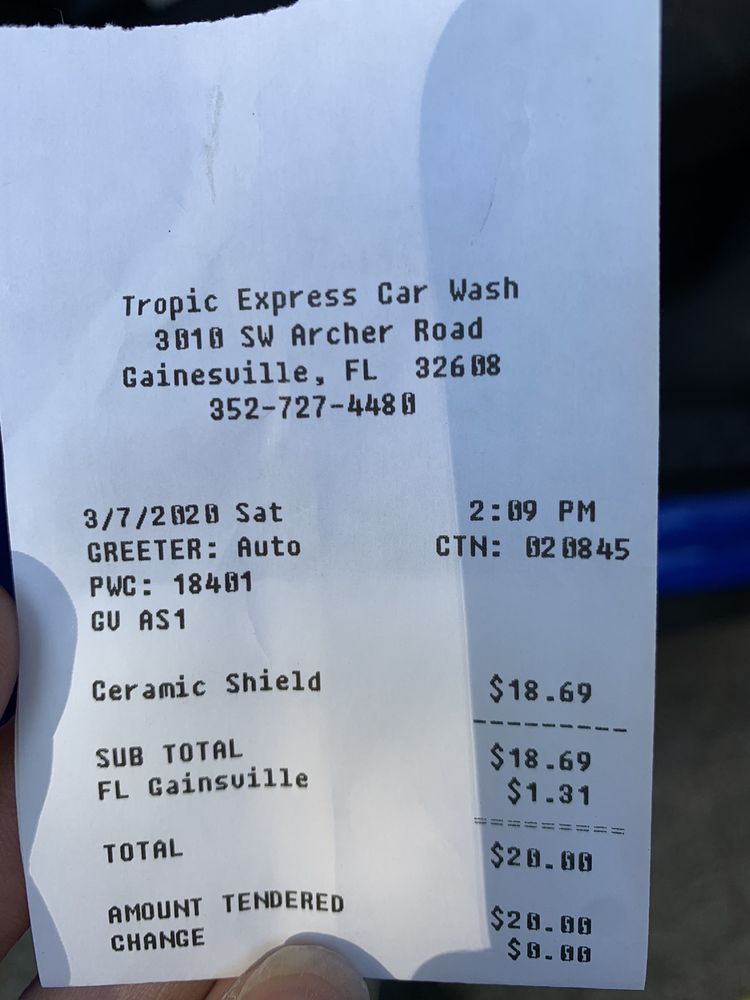 Tropic Express Car Wash
3010 SW Archer Road
Gainesville, FL 32608
352-727-4480
3/7/2020 Sat 2:09 PM
GREETER: Auto CTN: 020845
PWC: 18401
GV AS1
Ceramic Shield $18.69
---------
SUB TOTAL $18.69
FL Gainsville $1.31
=========
TOTAL $20.00
AMOUNT TENDERED $20.00
CHANGE $0.00